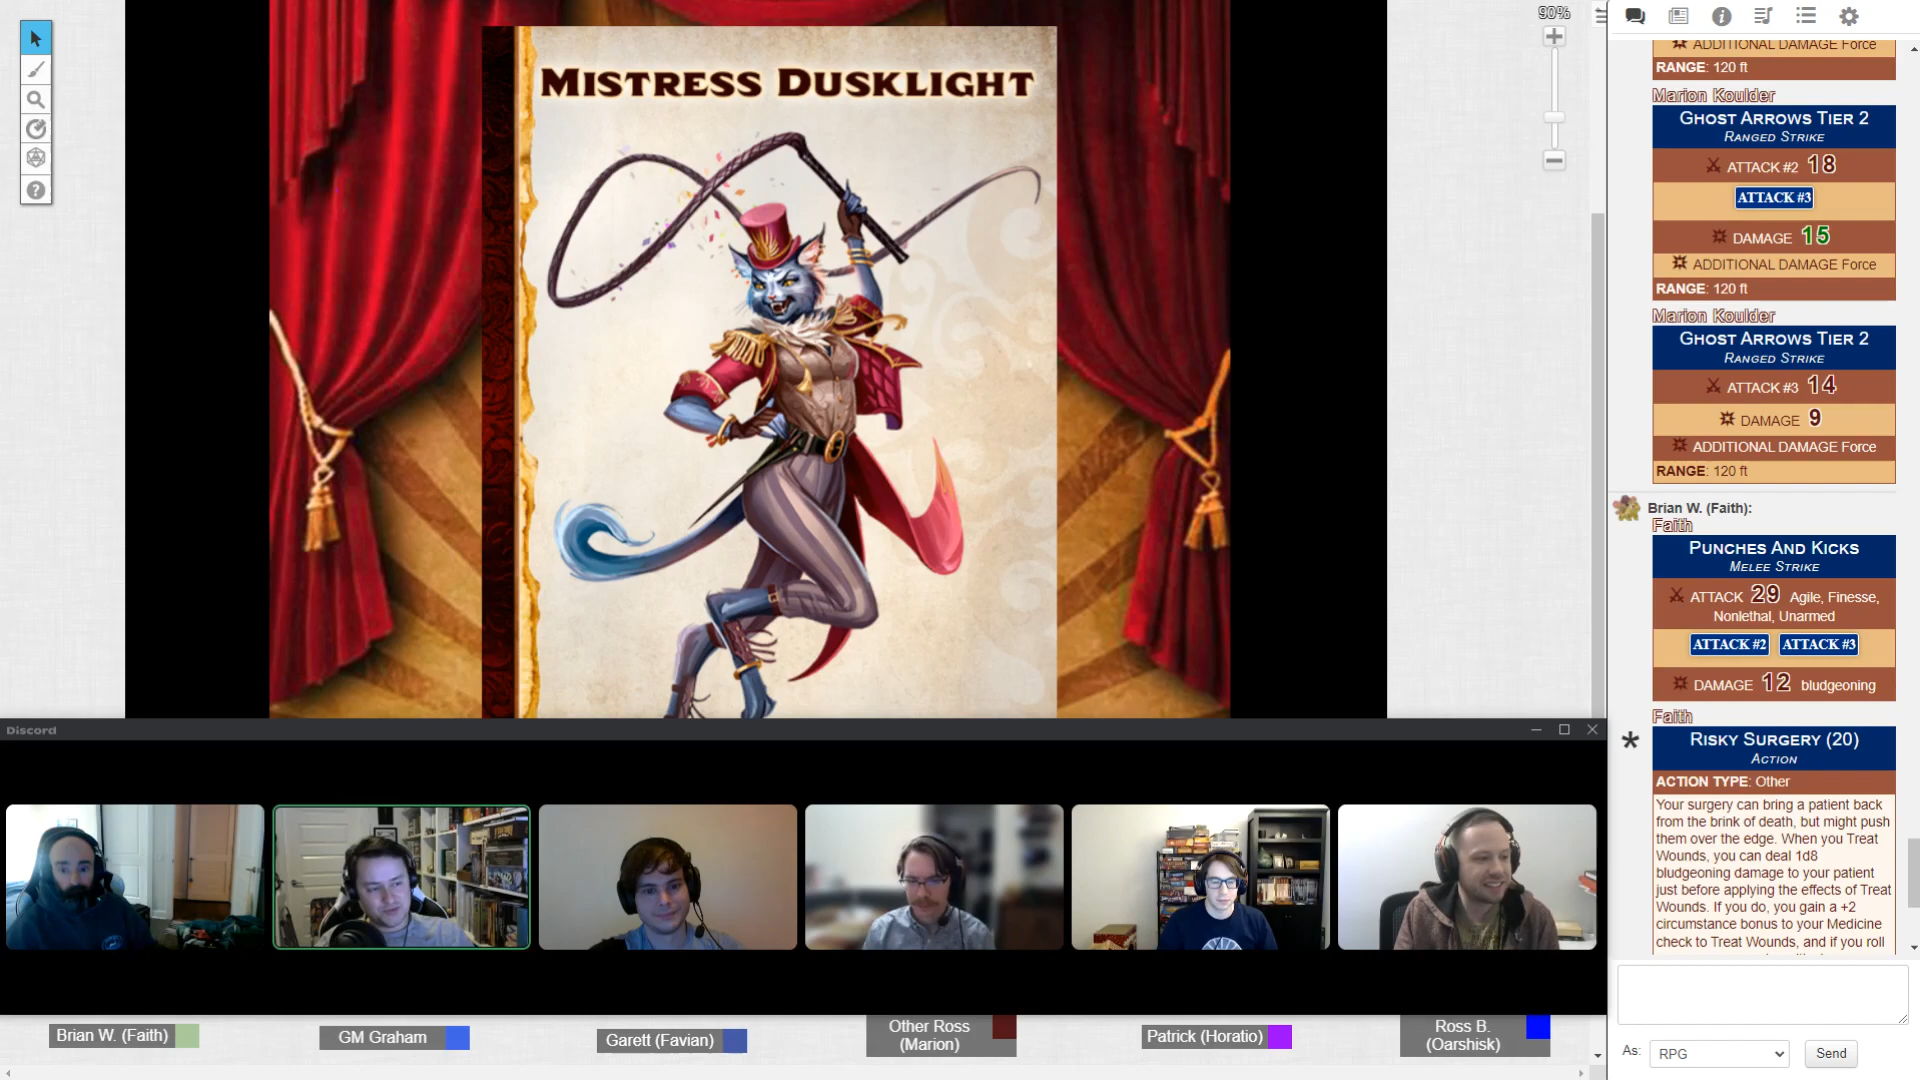 90%
MISTRESS DUSKLIGHT
ADDITIONAL DAMAGE Force
RANGE: 120 ft
Marion Koulder
GHOST ARROWS TIER 2
RANGED STRIKE
ATTACK #2 18
ATTACK #3
DAMAGE 15
ADDITIONAL DAMAGE Force
RANGE: 120 ft
Marion Koulder
GHOST ARROWS TIER 2
RANGED STRIKE
ATTACK #3 14
DAMAGE 9
ADDITIONAL DAMAGE Force
RANGE: 120 ft
Brian W. (Faith):
Faith
PUNCHES AND KICKS
MELEE STRIKE
ATTACK 29 Agile, Finesse,
Nonlethal, Unarmed
ATTACK #2 ATTACK #3
DAMAGE 12 bludgeoning
Faith
RISKY SURGERY (20)
ACTION
ACTION TYPE: Other
Your surgery can bring a patient back
from the brink of death, but might push
them over the edge. When you Treat
Wounds, you can deal 1d8
bludgeoning damage to your patient
just before applying the effects of Treat
Wounds. If you do, you gain a +2
circumstance bonus to your Medicine
check to Treat Wounds, and if you roll
As: RPG Send
Discord
Brian W. (Faith)
GM Graham
Garett (Favian)
Other Ross
(Marion)
Patrick (Horatio)
Ross B.
(Oarshisk)